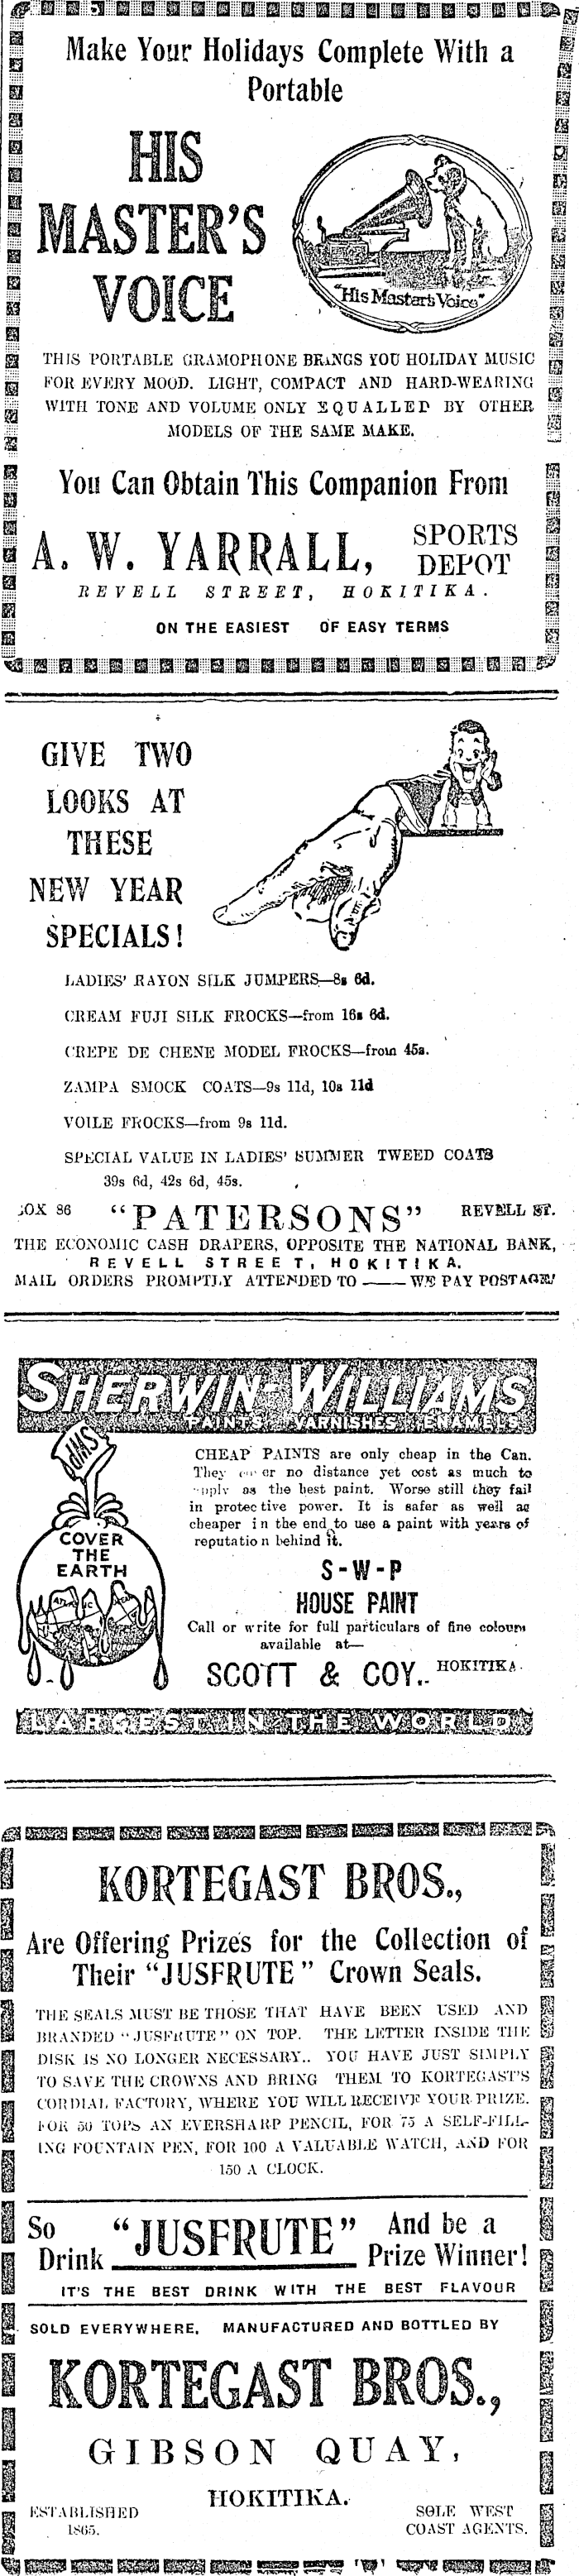 Make Your Holidays Complete With a
Portable
HIS
MASTER'S
VOICE
"His Master's Voice"
THIS PORTABLE GRAMOPHONE BRINGS YOU HOLIDAY MUSIC
FOR EVERY MOOD. LIGHT, COMPACT AND HARD-WEARING
WITH TONE AND VOLUME ONLY EQUALLED BY OTHER
MODELS OF THE SAME MAKE.
You Can Obtain This Companion From
A. W. YARRALL, SPORTS DEPOT
REVELL STREET, HOKITIKA.
ON THE EASIEST OF EASY TERMS
GIVE TWO
LOOKS AT
THESE
NEW YEAR
SPECIALS!
LADIES' RAYON SILK JUMPERS—8s 6d.
CREAM FUJI SILK FROCKS—from 16s 6d.
CREPE DE CHENE MODEL FROCKS—from 45s.
ZAMPA SMOCK COATS—9s 11d, 10s 11d
VOILE FROCKS—from 9s 11d.
SPECIAL VALUE IN LADIES' SUMMER TWEED COATS
39s 6d, 42s 6d, 45s.
BOX 86 "PATERSONS" REVELL ST.
THE ECONOMIC CASH DRAPERS, OPPOSITE THE NATIONAL BANK,
REVELL STREET, HOKITIKA.
MAIL ORDERS PROMPTLY ATTENDED TO —— WE PAY POSTAGE!
SHERWIN-WILLIAMS
PAINTS VARNISHES ENAMELS
SWP
COVER
THE
EARTH
CHEAP PAINTS are only cheap in the Can.
They cover no distance yet cost as much to
apply as the best paint. Worse still they fail
in protective power. It is safer as well as
cheaper in the end to use a paint with years of
reputation behind it.
S-W-P
HOUSE PAINT
Call or write for full particulars of fine colours
available at—
SCOTT & COY., HOKITIKA.
LARGEST IN THE WORLD
KORTEGAST BROS.,
Are Offering Prizes for the Collection of
Their "JUSFRUTE" Crown Seals.
THE SEALS MUST BE THOSE THAT HAVE BEEN USED AND
BRANDED "JUSFRUTE" ON TOP. THE LETTER INSIDE THE
DISK IS NO LONGER NECESSARY.. YOU HAVE JUST SIMPLY
TO SAVE THE CROWNS AND BRING THEM TO KORTEGAST'S
CORDIAL FACTORY, WHERE YOU WILL RECEIVE YOUR PRIZE.
FOR 50 TOPS AN EVERSHARP PENCIL, FOR 75 A SELF-FILL-
ING FOUNTAIN PEN, FOR 100 A VALUABLE WATCH, AND FOR
150 A CLOCK.
So Drink "JUSFRUTE" And be a Prize Winner!
IT'S THE BEST DRINK WITH THE BEST FLAVOUR
SOLD EVERYWHERE. MANUFACTURED AND BOTTLED BY
KORTEGAST BROS.,
GIBSON QUAY,
HOKITIKA.
ESTABLISHED 1865.
SOLE WEST COAST AGENTS.